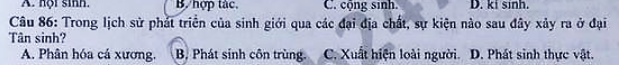 A. hội sinh. B. hợp tác. C. cộng sinh. D. kí sinh.
Câu 86: Trong lịch sử phát triển của sinh giới qua các đại địa chất, sự kiện nào sau đây xảy ra ở đại
Tân sinh?
A. Phân hóa cá xương. B. Phát sinh côn trùng. C. Xuất hiện loài người. D. Phát sinh thực vật.